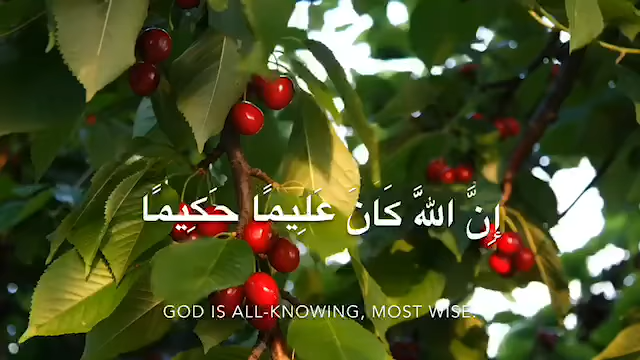 إِنَّ اللهَّ كَانَ عَلِيمًا حَكِيمًا
GOD IS ALL-KNOWING, MOST WISE.